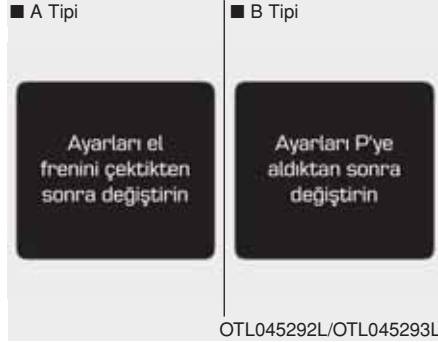 ■ A Tipi
Ayarları el
frenini çektikten
sonra değiştirin
■ B Tipi
Ayarları P'ye
aldıktan sonra
değiştirin
OTL045292L/OTL045293L